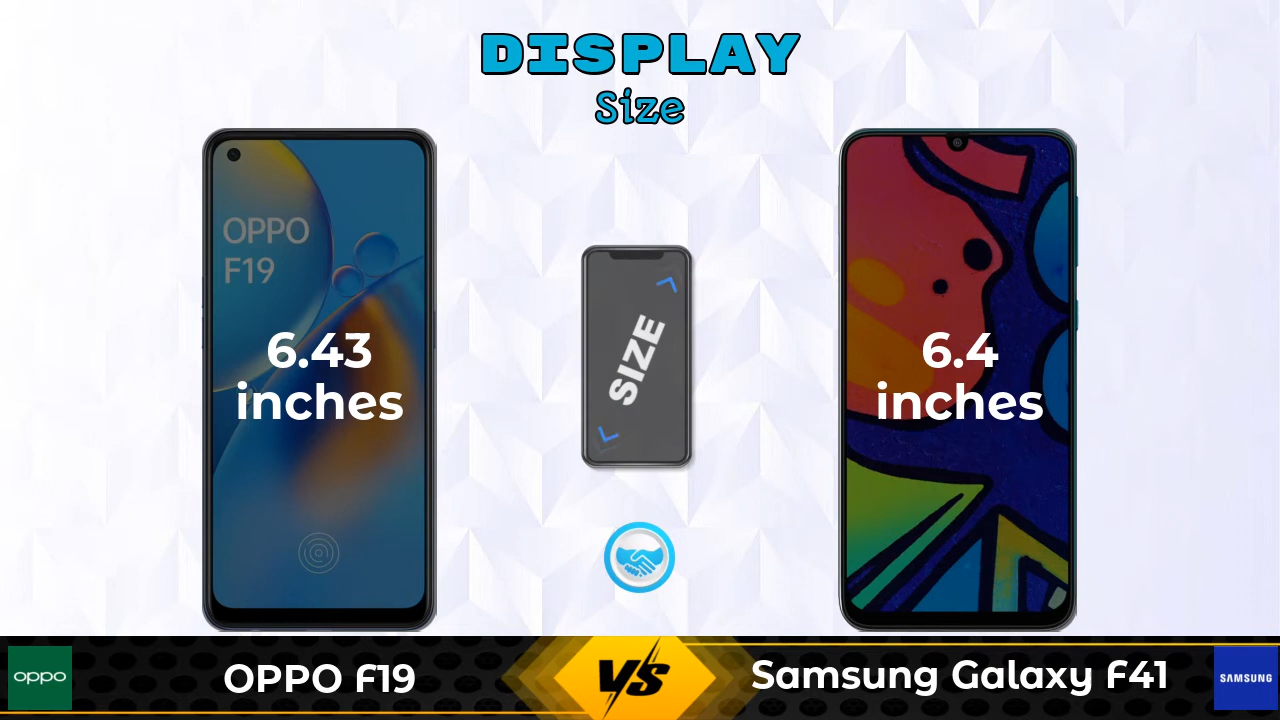 DISPLAY
Size
OPPO
F19
6.43
inches
SIZE
6.4
inches
oppo
OPPO F19
VS
Samsung Galaxy F41
SAMSUNG